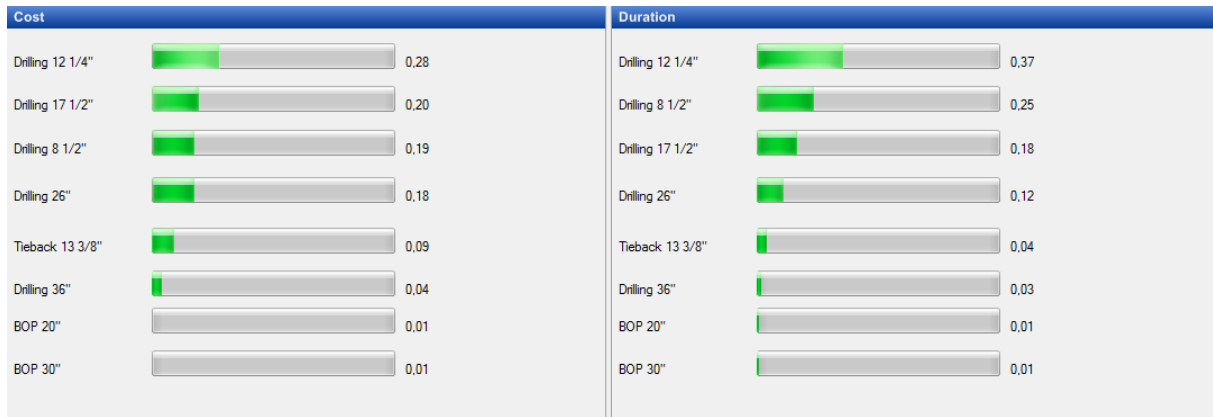 Cost
Drilling 12 1/4" 0,28
Drilling 17 1/2" 0,20
Drilling 8 1/2" 0,19
Drilling 26" 0,18
Tieback 13 3/8" 0,09
Drilling 36" 0,04
BOP 20" 0,01
BOP 30" 0,01
Duration
Drilling 12 1/4" 0,37
Drilling 8 1/2" 0,25
Drilling 17 1/2" 0,18
Drilling 26" 0,12
Tieback 13 3/8" 0,04
Drilling 36" 0,03
BOP 20" 0,01
BOP 30" 0,01